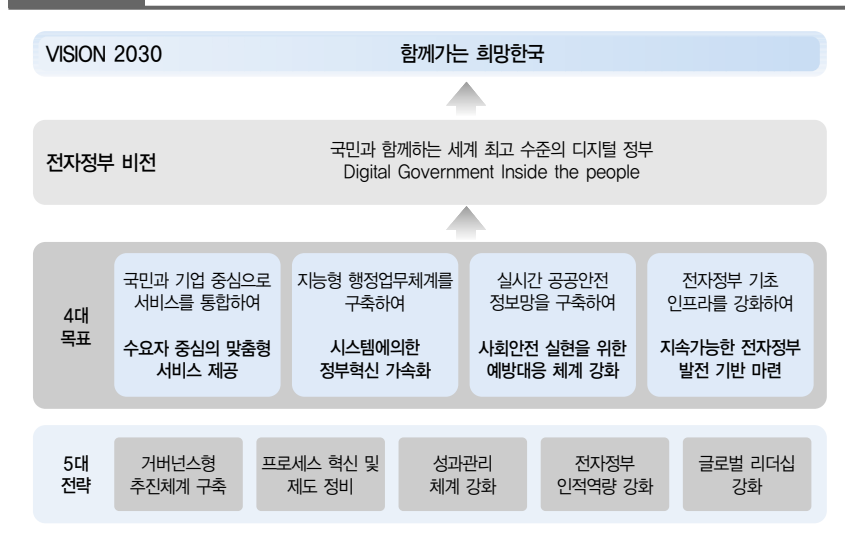 VISION 2030 함께가는 희망한국
전자정부 비전
국민과 함께하는 세계 최고 수준의 디지털 정부
Digital Government Inside the people
4대
목표
국민과 기업 중심으로
서비스를 통합하여
수요자 중심의 맞춤형
서비스 제공
지능형 행정업무체계를
구축하여
시스템에의한
정부혁신 가속화
실시간 공공안전
정보망을 구축하여
사회안전 실현을 위한
예방대응 체계 강화
전자정부 기초
인프라를 강화하여
지속가능한 전자정부
발전 기반 마련
5대
전략
거버넌스형
추진체계 구축
프로세스 혁신 및
제도 정비
성과관리
체계 강화
전자정부
인적역량 강화
글로벌 리더십
강화